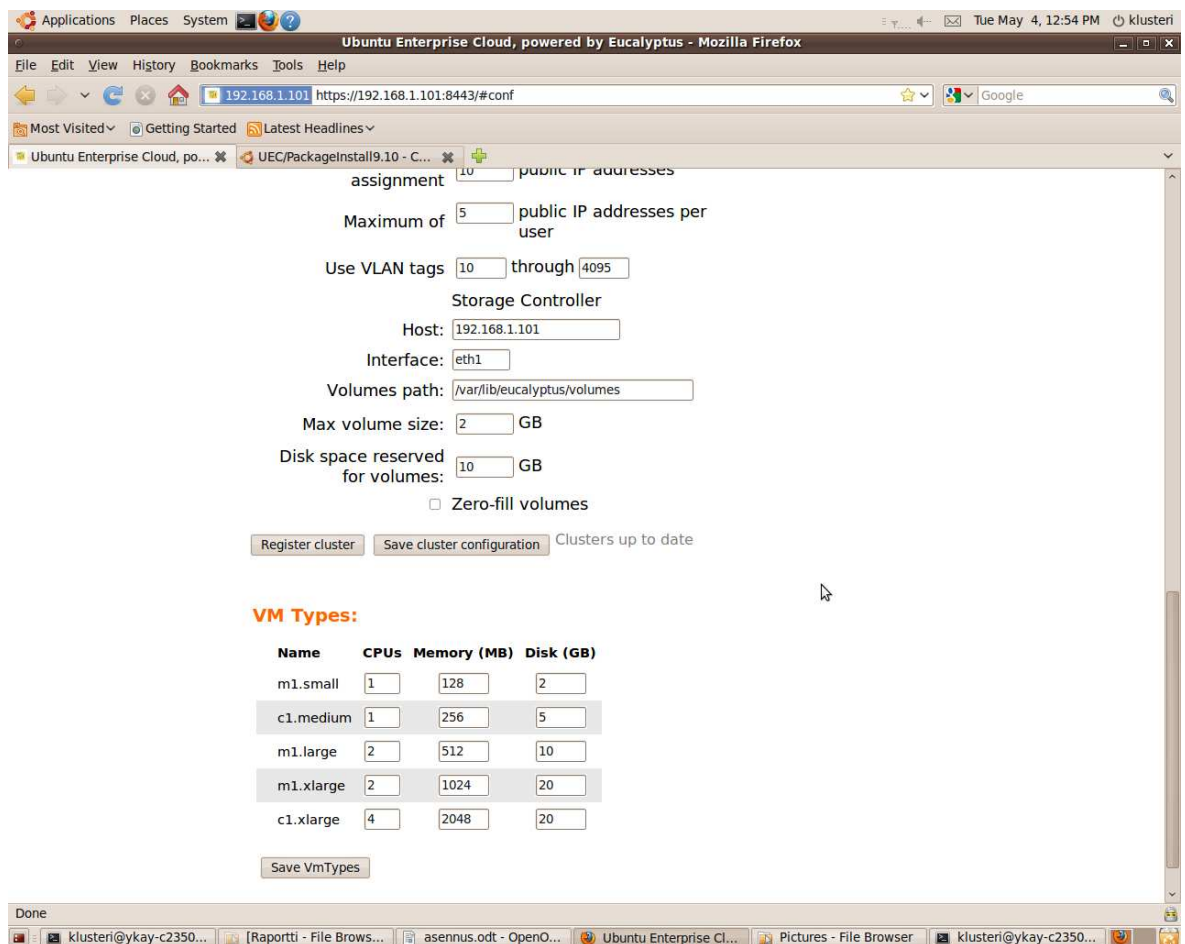 Applications Places System Tue May 4, 12:54 PM klusteri
Ubuntu Enterprise Cloud, powered by Eucalyptus - Mozilla Firefox
File Edit View History Bookmarks Tools Help
192.168.1.101 https://192.168.1.101:8443/#conf Google
Most Visited Getting Started Latest Headlines
Ubuntu Enterprise Cloud, po... UEC/PackageInstall9.10 - C...
assignment 10 public IP addresses
Maximum of 5 public IP addresses per
user
Use VLAN tags 10 through 4095
Storage Controller
Host: 192.168.1.101
Interface: eth1
Volumes path: /var/lib/eucalyptus/volumes
Max volume size: 2 GB
Disk space reserved
for volumes: 10 GB
Zero-fill volumes
Register cluster Save cluster configuration Clusters up to date
VM Types:
Name CPUs Memory (MB) Disk (GB)
m1.small 1 128 2
c1.medium 1 256 5
m1.large 2 512 10
m1.xlarge 2 1024 20
c1.xlarge 4 2048 20
Save VmTypes
Done
klusteri@ykay-c2350... [Raportti - File Brows... asennus.odt - OpenO... Ubuntu Enterprise Cl... Pictures - File Browser klusteri@ykay-c2350...